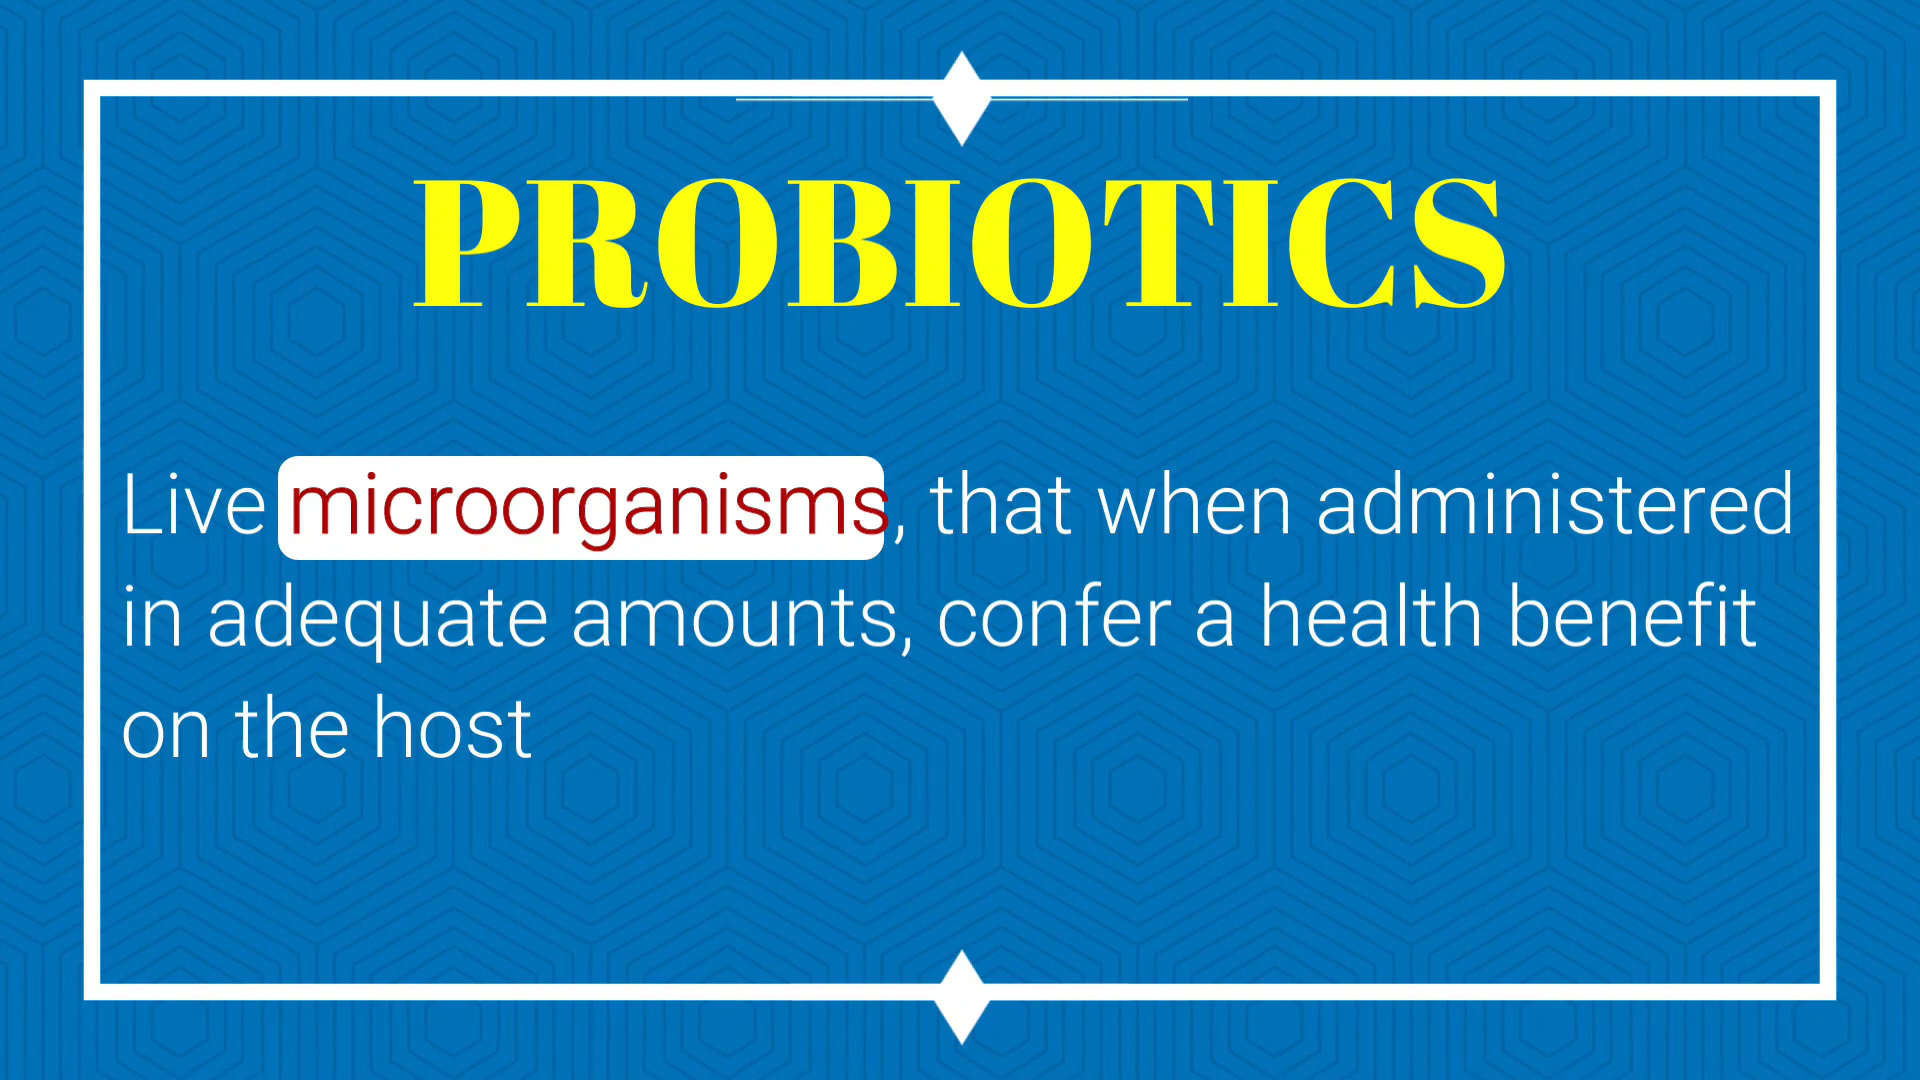 PROBIOTICS
Live microorganisms, that when administered
in adequate amounts, confer a health benefit
on the host